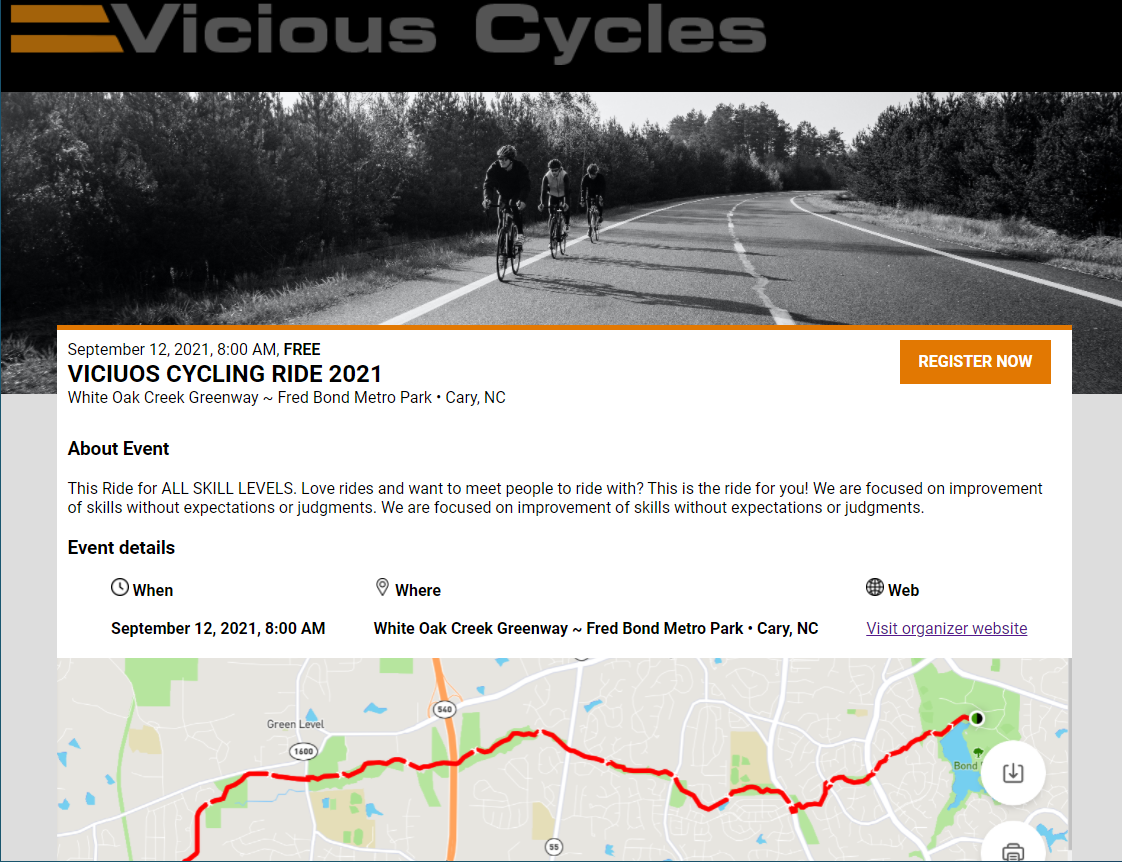 Vicious Cycles
September 12, 2021, 8:00 AM, FREE
VICIUOS CYCLING RIDE 2021
White Oak Creek Greenway ~ Fred Bond Metro Park • Cary, NC
REGISTER NOW
About Event
This Ride for ALL SKILL LEVELS. Love rides and want to meet people to ride with? This is the ride for you! We are focused on improvement
of skills without expectations or judgments. We are focused on improvement of skills without expectations or judgments.
Event details
When
Where
Web
September 12, 2021, 8:00 AM
White Oak Creek Greenway ~ Fred Bond Metro Park • Cary, NC
Visit organizer website
540
Green Level
1600
Bond
55